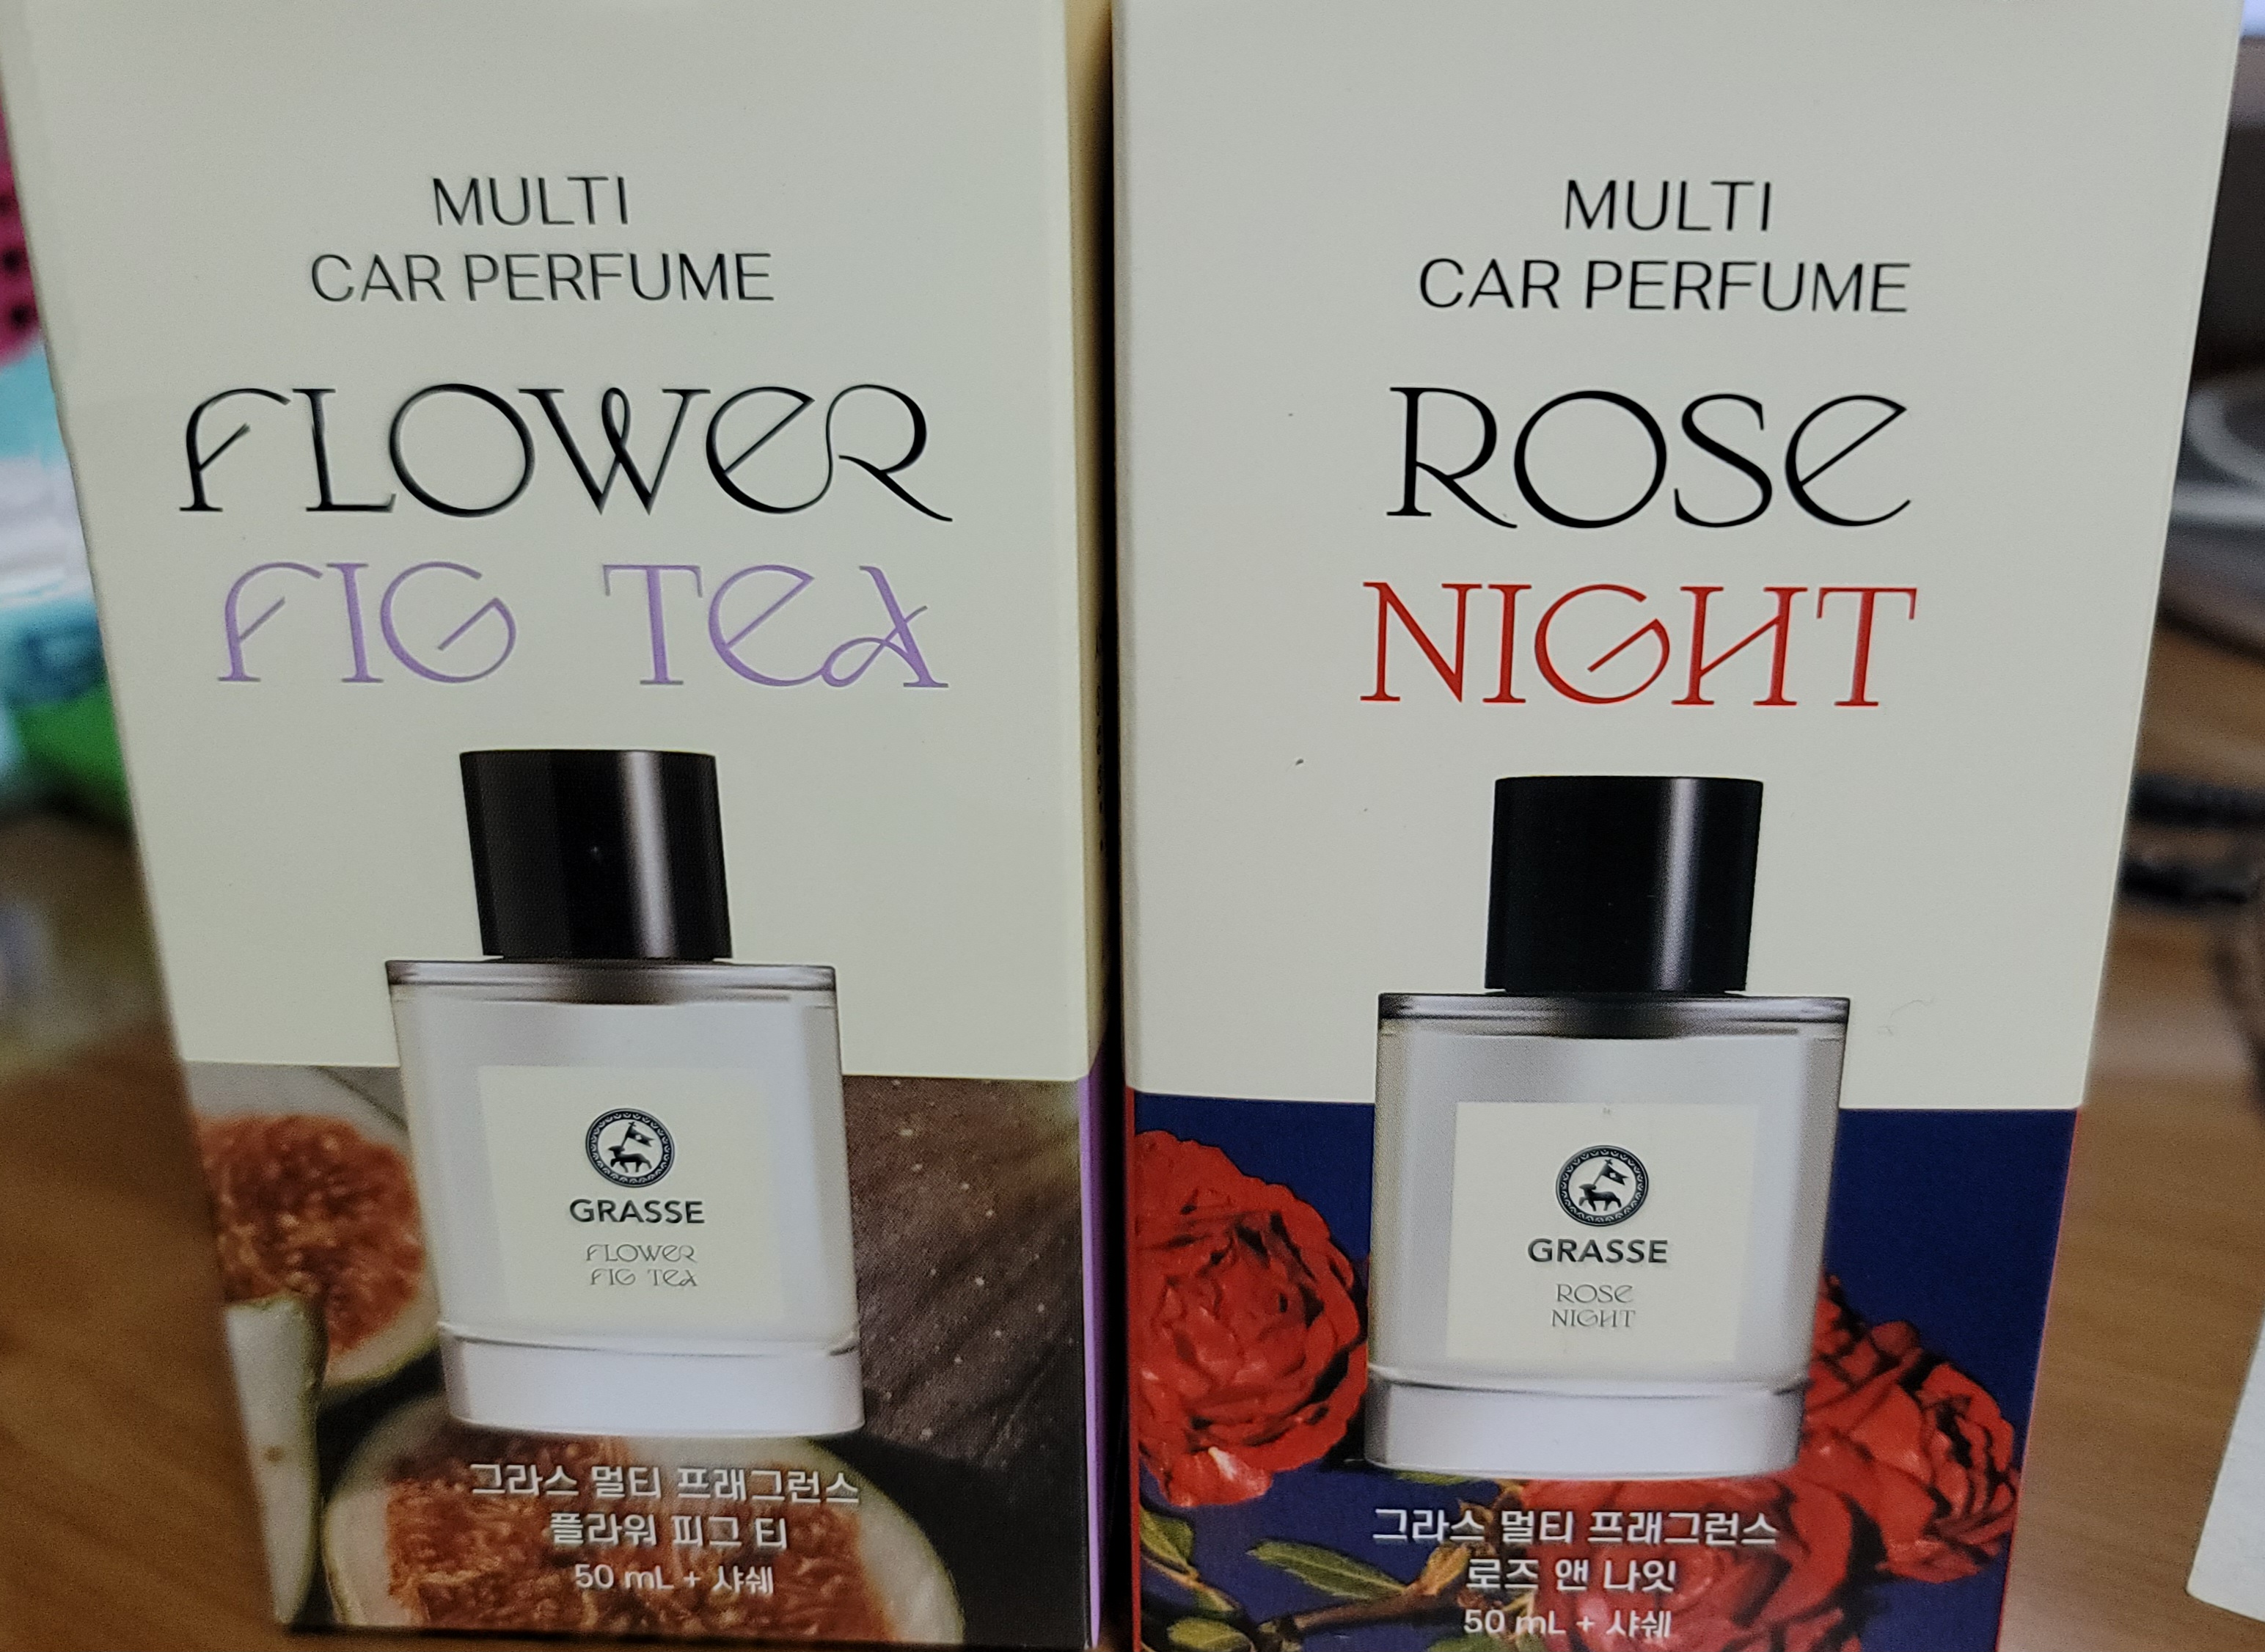 MULTI
CAR PERFUME
FLOWER
FIG TEA
GRASSE
FLOWER
FIG TEA
그라스 멀티 프래그런스
플라워 피그 티
50 mL + 샤쉐
MULTI
CAR PERFUME
ROSE
NIGHT
GRASSE
ROSE
NIGHT
그라스 멀티 프래그런스
로즈 앤 나잇
50 mL + 샤쉐